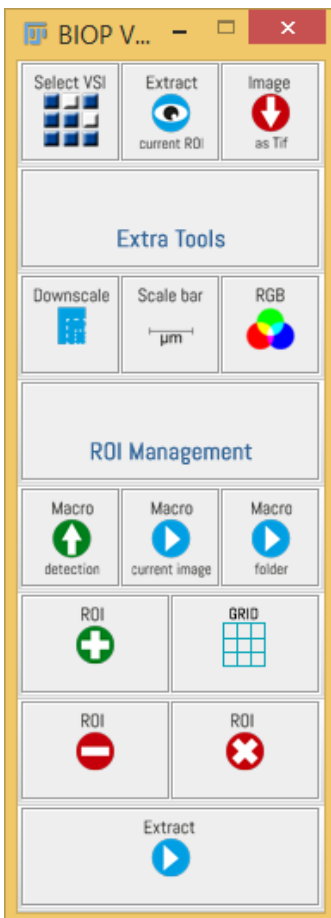 BIOP V...
Select VSI
Extract
current ROI
Image
as Tif
Extra Tools
Downscale
Scale bar
µm
RGB
ROI Management
Macro
detection
Macro
current image
Macro
folder
ROI
GRID
ROI
ROI
Extract